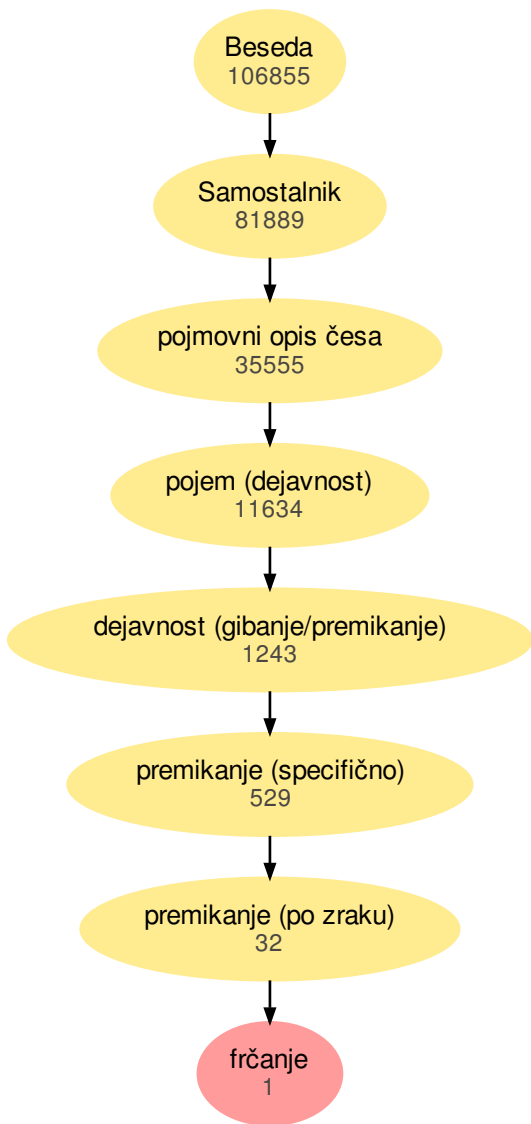 Beseda
106855
Samostalnik
81889
pojmovni opis česa
35555
pojem (dejavnost)
11634
dejavnost (gibanje/premikanje)
1243
premikanje (specifično)
529
premikanje (po zraku)
32
frčanje
1